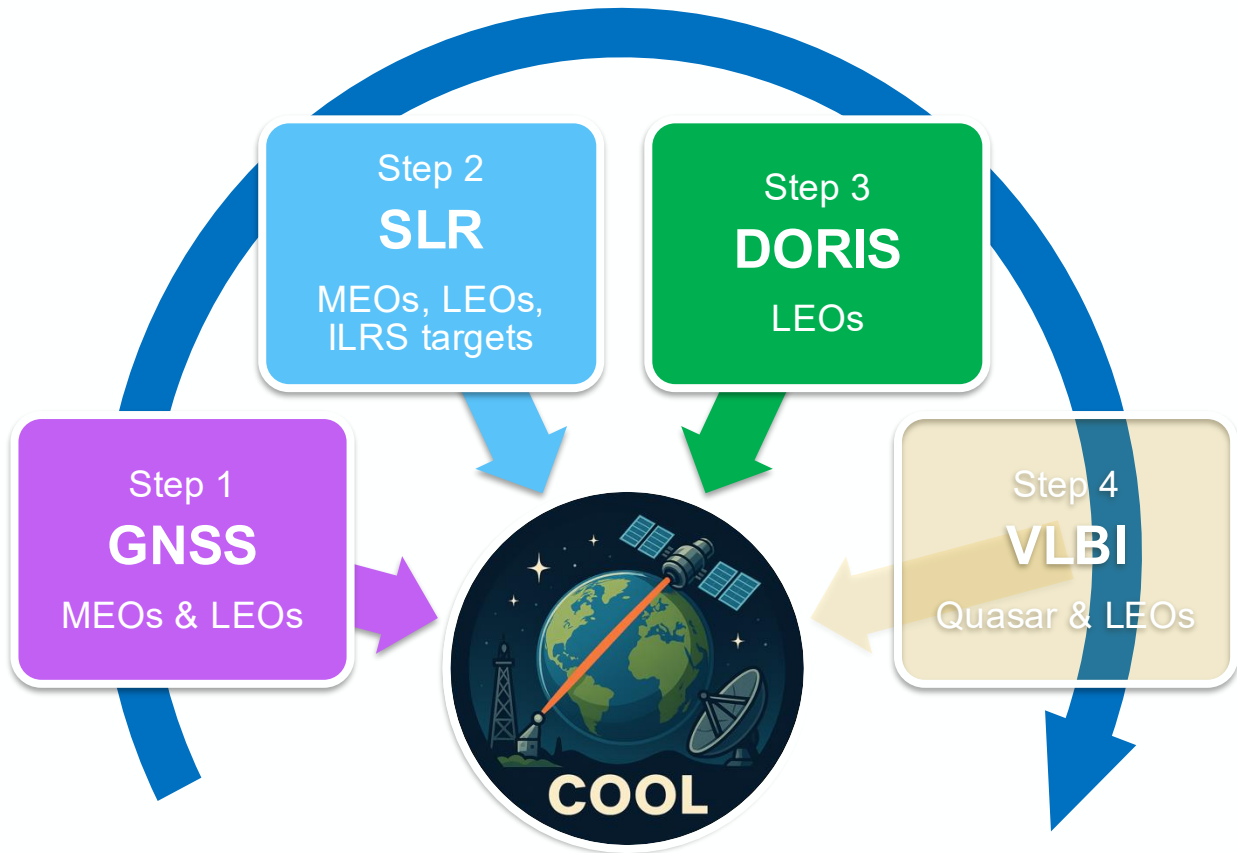 Step 1
GNSS
MEOs & LEOs
Step 2
SLR
MEOs, LEOs,
ILRS targets
Step 3
DORIS
LEOs
Step 4
VLBI
Quasar & LEOs
COOL